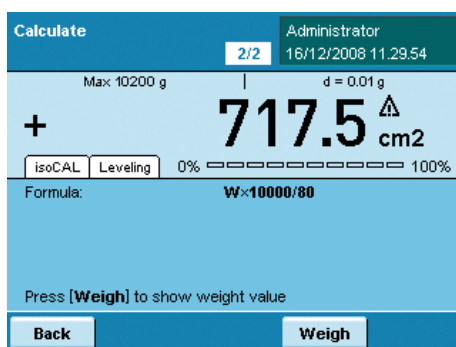 Calculate
2/2
Administrator
16/12/2008 11.29.54
Max 10200 g
d = 0.01 g
+ 717.5 cm2
isoCAL Leveling 0% 100%
Formula: W×10000/80
Press [Weigh] to show weight value
Back Weigh